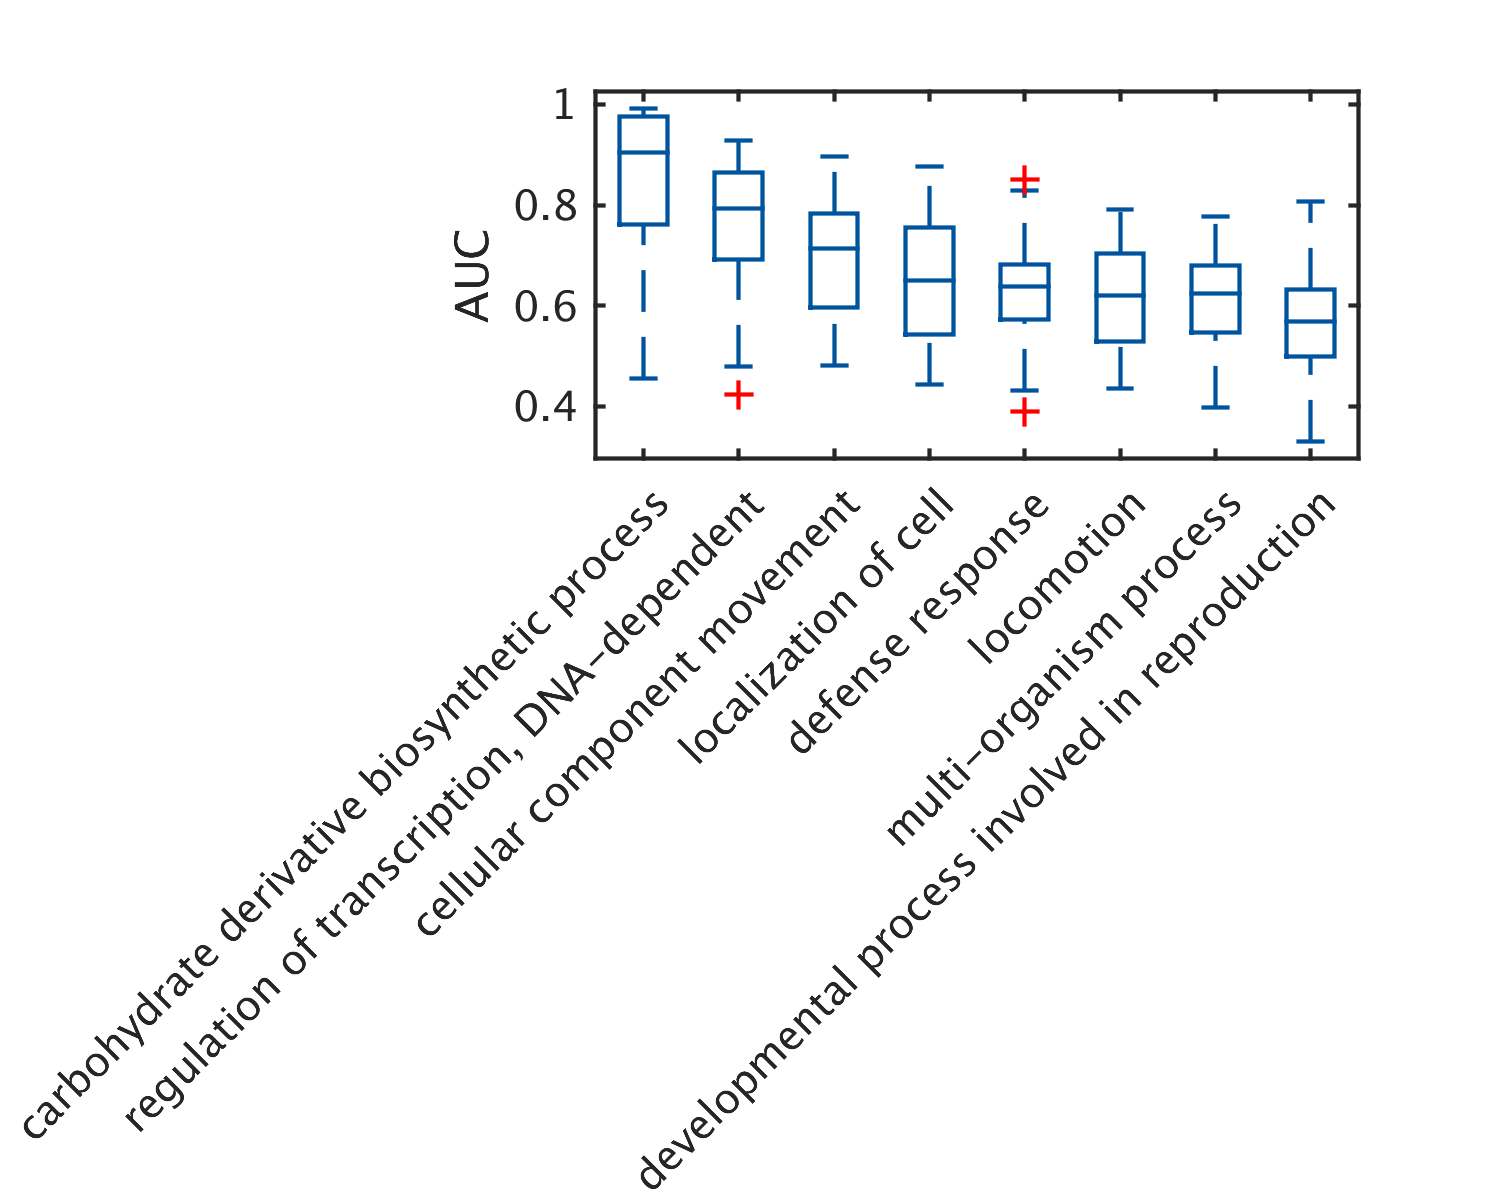 1
0.8
0.6
0.4
AUC
carbohydrate derivative biosynthetic process
regulation of transcription, DNA−dependent
cellular component movement
localization of cell
defense response
locomotion
multi−organism process
developmental process involved in reproduction